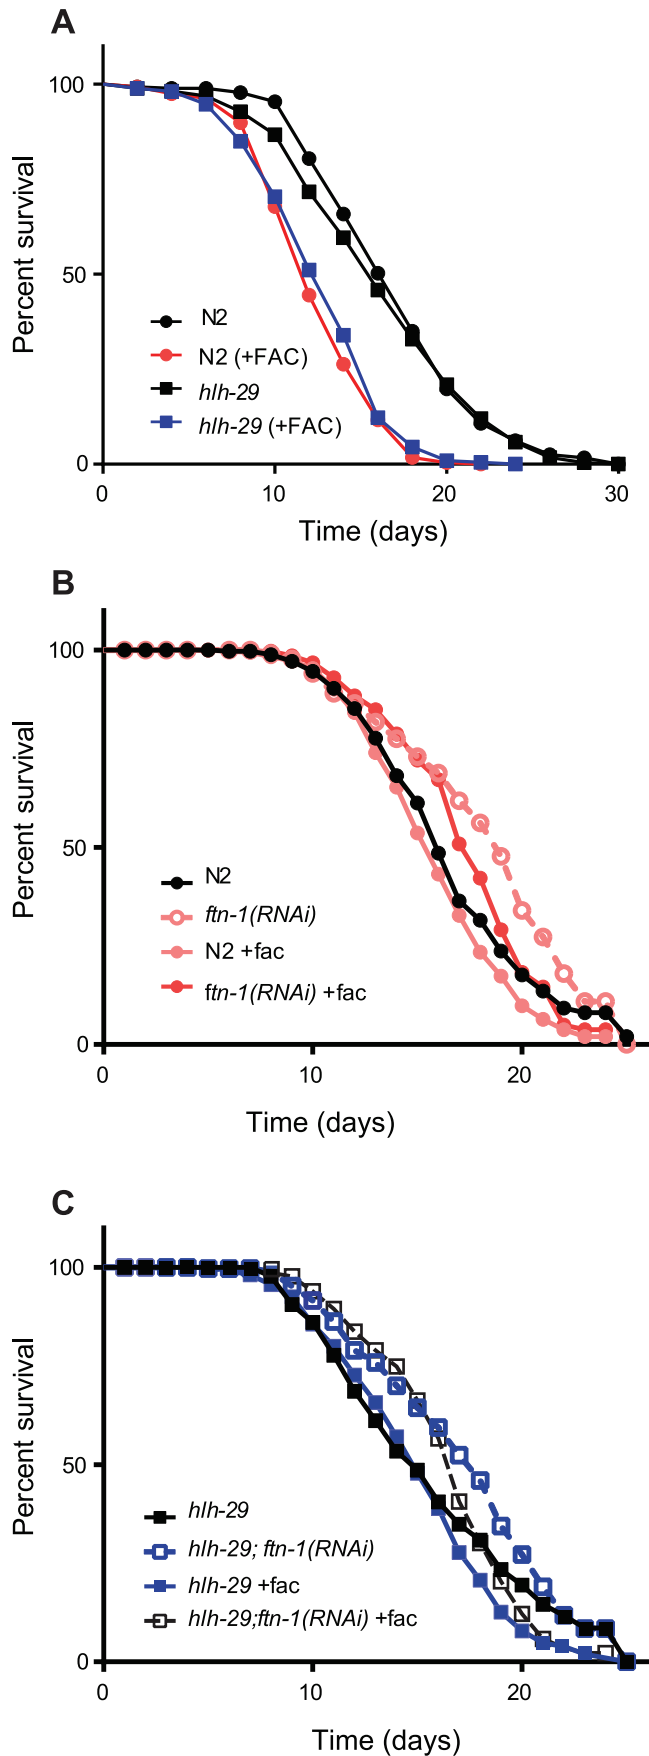 A
Percent survival
100
50
0
N2
N2 (+FAC)
hlh-29
hlh-29 (+FAC)
0 10 20 30
Time (days)
B
Percent survival
100
50
0
N2
ftn-1(RNAi)
N2 +fac
ftn-1(RNAi) +fac
0 10 20
Time (days)
C
Percent survival
100
50
0
hlh-29
hlh-29; ftn-1(RNAi)
hlh-29 +fac
hlh-29;ftn-1(RNAi) +fac
0 10 20
Time (days)